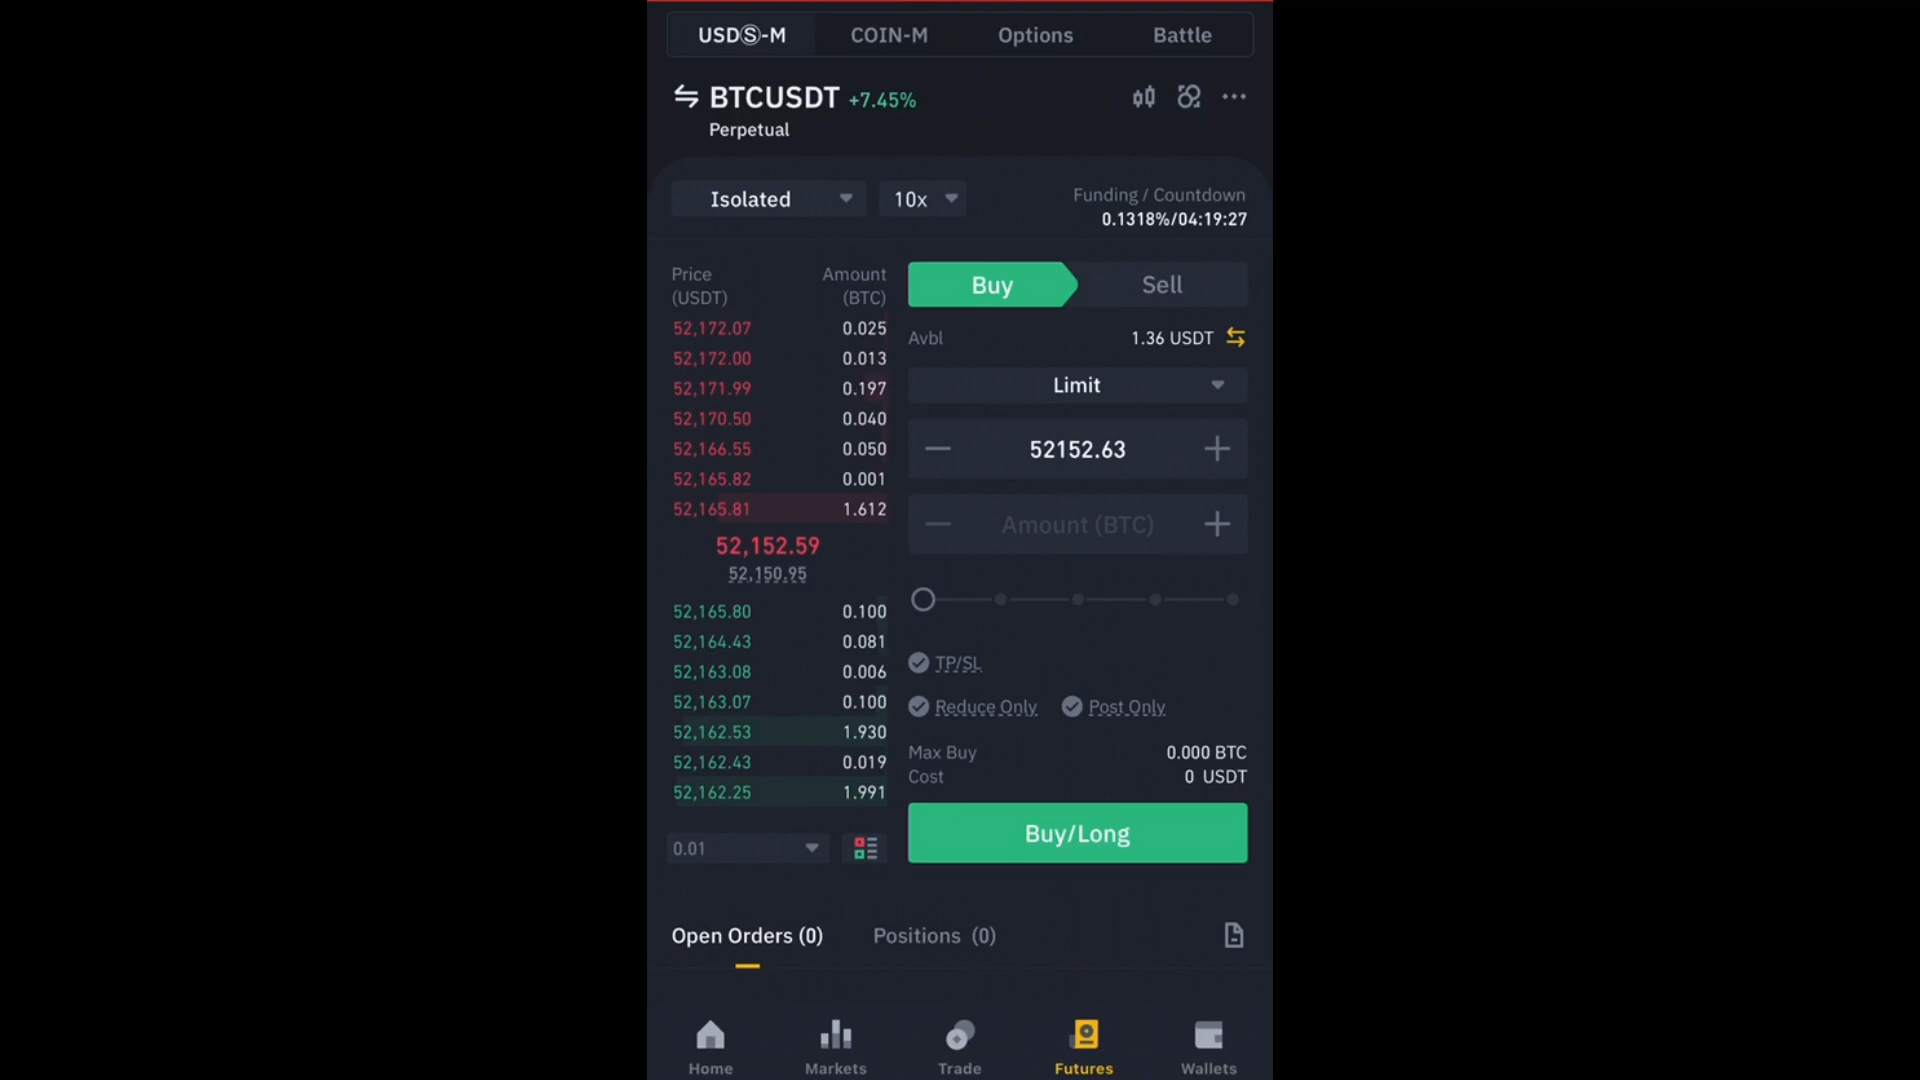 USDⓈ-M COIN-M Options Battle
BTCUSDT +7.45%
Perpetual
Isolated 10x
Funding / Countdown
0.1318%/04:19:27
Price Amount
(USDT) (BTC)
52,172.07 0.025
52,172.00 0.013
52,171.99 0.197
52,170.50 0.040
52,166.55 0.050
52,165.82 0.001
52,165.81 1.612
52,152.59
52,150.95
52,165.80 0.100
52,164.43 0.081
52,163.08 0.006
52,163.07 0.100
52,162.53 1.930
52,162.43 0.019
52,162.25 1.991
0.01
Buy Sell
Avbl 1.36 USDT
Limit
52152.63
Amount (BTC)
TP/SL
Reduce Only Post Only
Max Buy 0.000 BTC
Cost 0 USDT
Buy/Long
Open Orders (0) Positions (0)
Home Markets Trade Futures Wallets